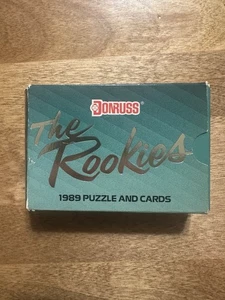 DONRUSS
The
Rookies
1989 PUZZLE AND CARDS